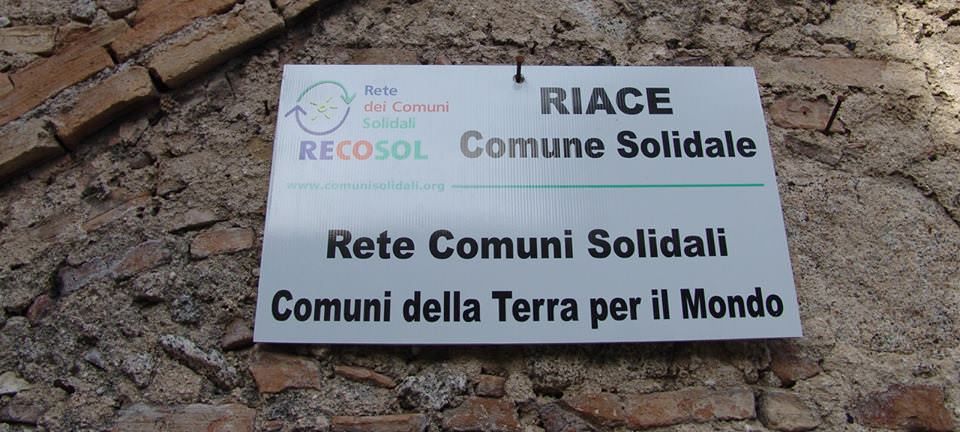 Rete
dei Comuni
Solidali
RECOSOL
www.comunisolidali.org
RIACE
Comune Solidale
Rete Comuni Solidali
Comuni della Terra per il Mondo